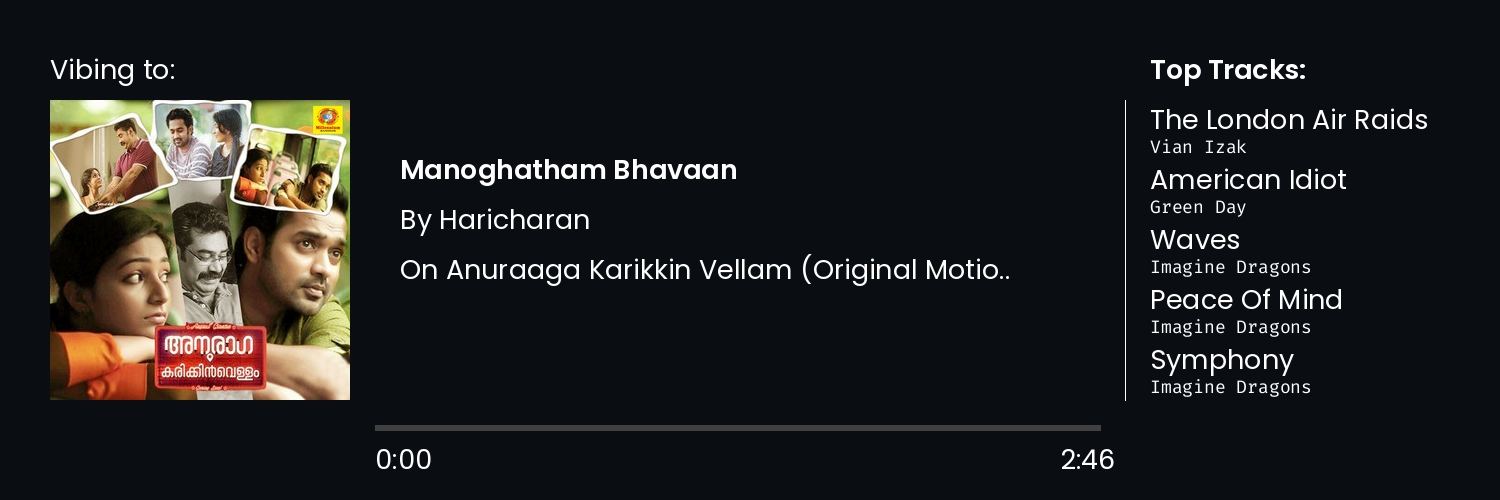 Vibing to:
Millennium
അനുരാഗ
കരിക്കിൻവെള്ളം
Manoghatham Bhavaan
By Haricharan
On Anuraaga Karikkin Vellam (Original Motio..
0:00
2:46
Top Tracks:
The London Air Raids
Vian Izak
American Idiot
Green Day
Waves
Imagine Dragons
Peace Of Mind
Imagine Dragons
Symphony
Imagine Dragons